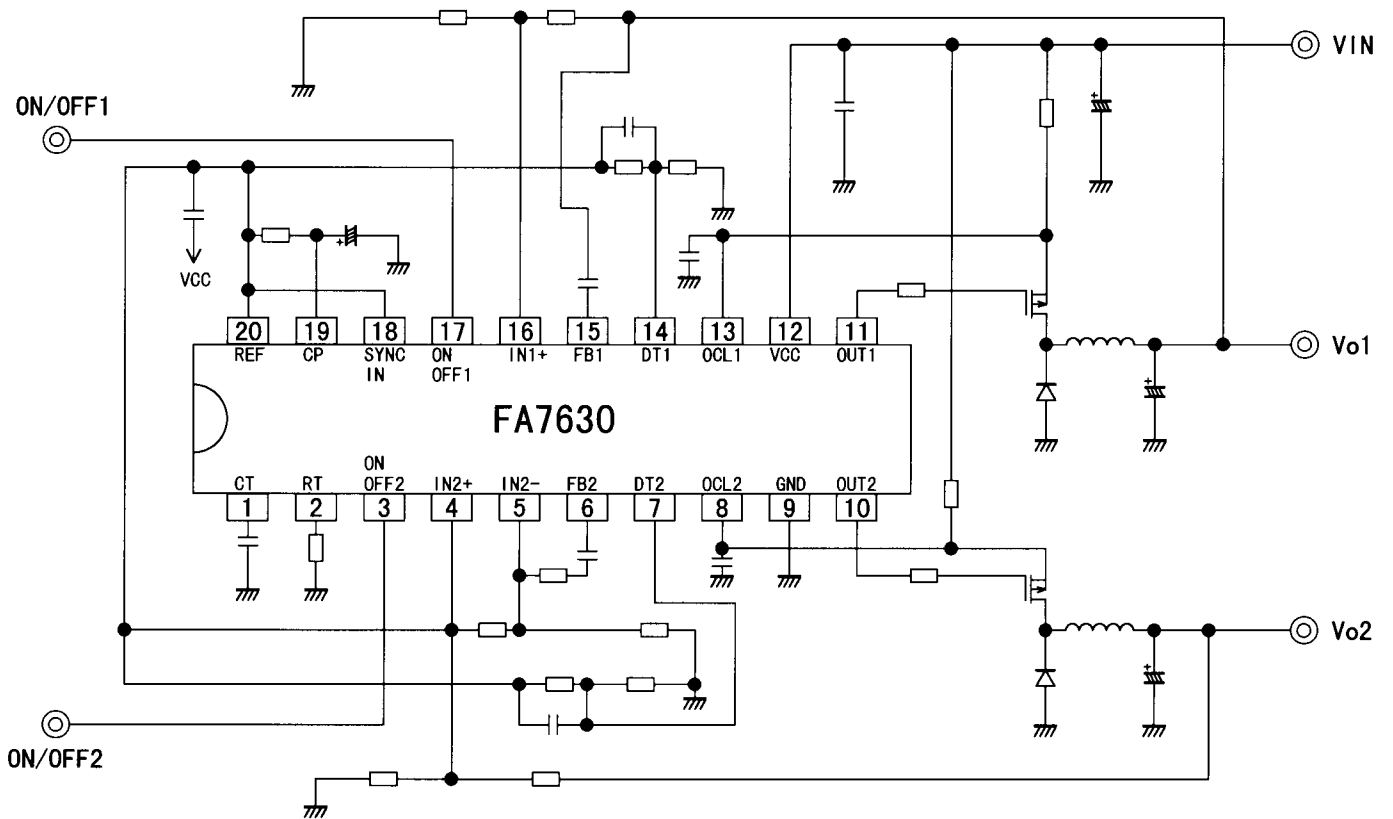 VIN
ON/OFF1
VCC
20 19 18 17 16 15 14 13 12 11
REF CP SYNC IN ON OFF1 IN1+ FB1 DT1 OCL1 VCC OUT1
Vo1
FA7630
CT RT ON OFF2 IN2+ IN2- FB2 DT2 OCL2 GND OUT2
1 2 3 4 5 6 7 8 9 10
+
+
+
+
Vo2
ON/OFF2